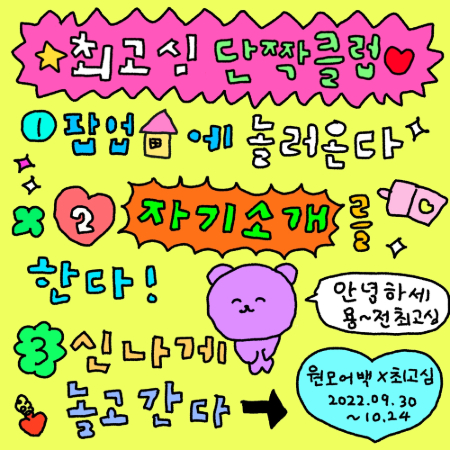 최고심 단짝클럽
1 팝업에 놀러온다
2 자기소개를
한다!
안녕하세
용~전최고심
3 신나게
놀고간다
원모어백X최고심
2022.09.30
~10.24